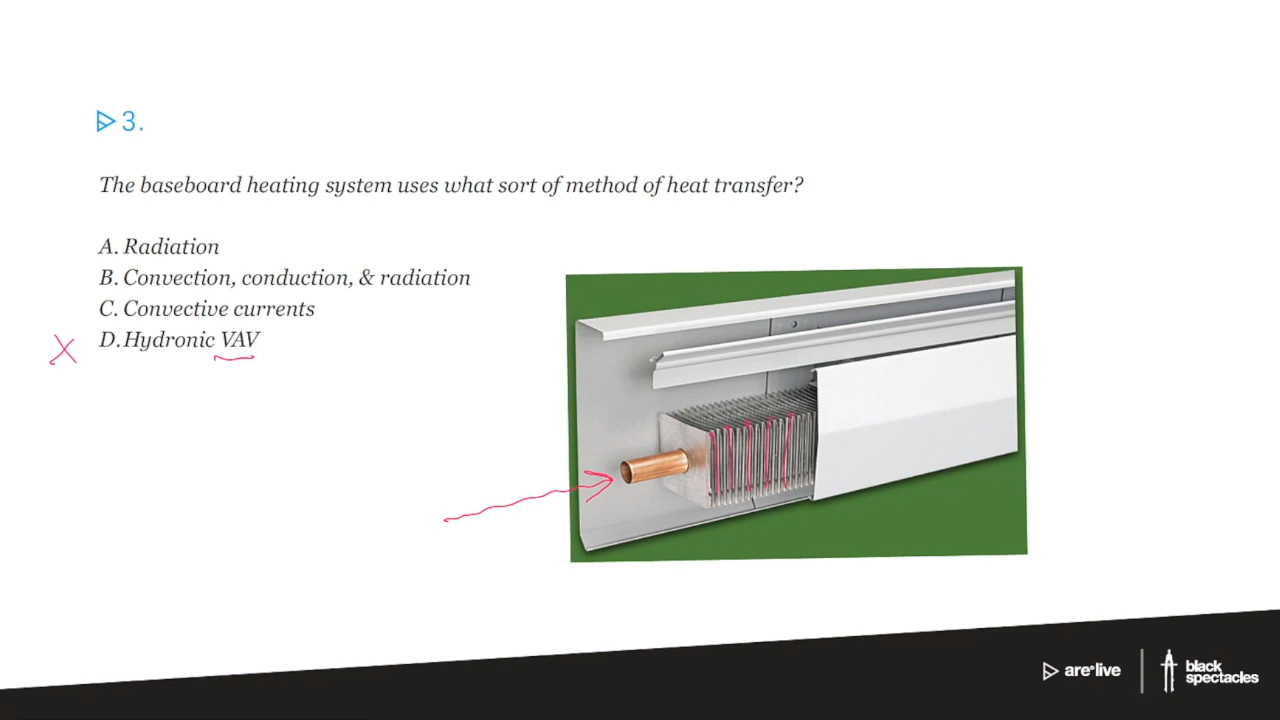 3.
The baseboard heating system uses what sort of method of heat transfer?
A. Radiation
B. Convection, conduction, & radiation
C. Convective currents
X D. Hydronic VAV
are•live
black
spectacles